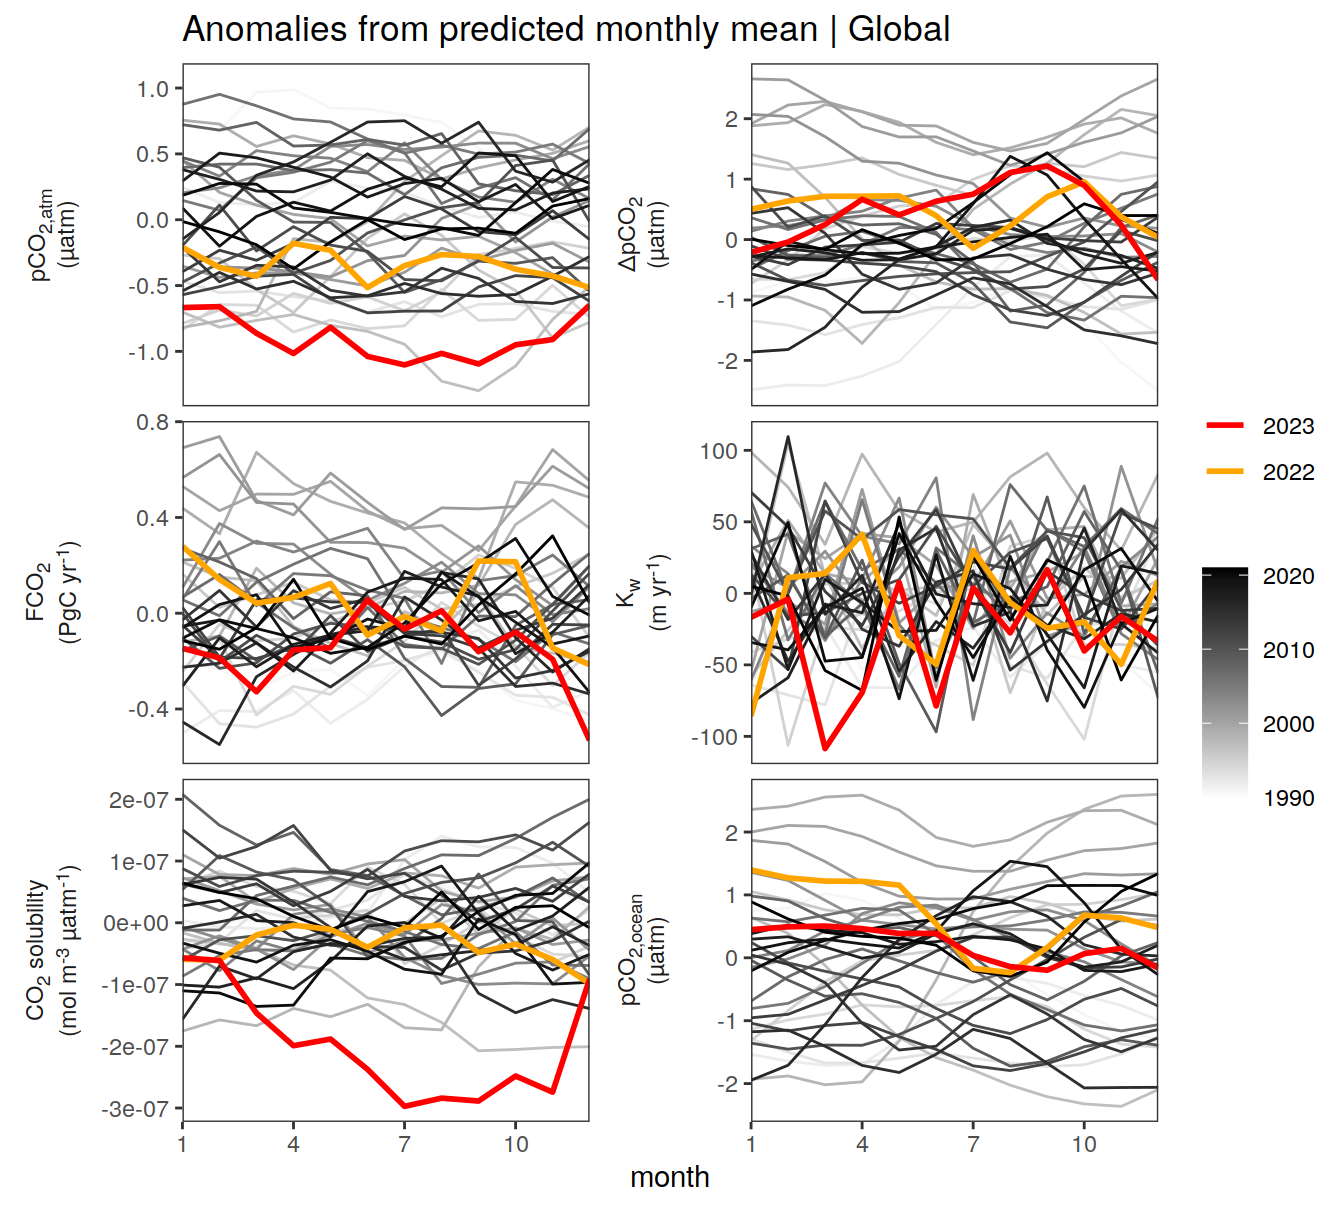 Anomalies from predicted monthly mean | Global
pCO2,atm
(µatm)
1.0
0.5
0.0
-0.5
-1.0
ΔpCO2
(µatm)
2
1
0
-1
-2
FCO2
(PgC yr-1)
0.8
0.4
0.0
-0.4
Kw
(m yr-1)
100
50
0
-50
-100
CO2 solubility
(mol m-3 µatm-1)
2e-07
1e-07
0e+00
-1e-07
-2e-07
-3e-07
pCO2,ocean
(µatm)
2
1
0
-1
-2
1 4 7 10
1 4 7 10
month
2023
2022
2020
2010
2000
1990